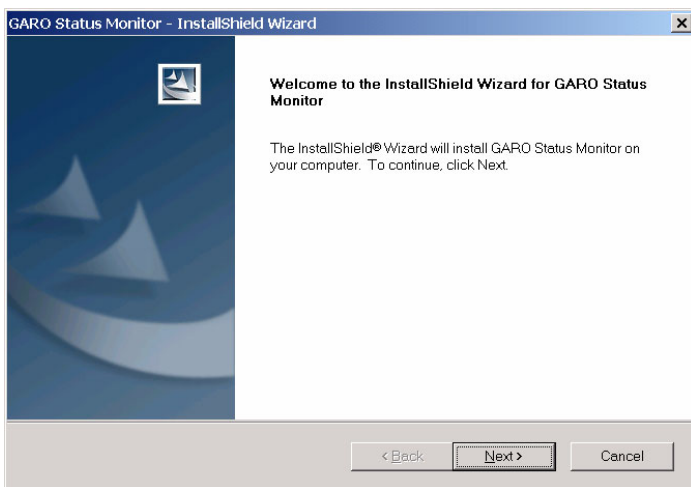 GARO Status Monitor - InstallShield Wizard
Welcome to the InstallShield Wizard for GARO Status
Monitor
The InstallShield® Wizard will install GARO Status Monitor on
your computer. To continue, click Next.
< Back
Next >
Cancel